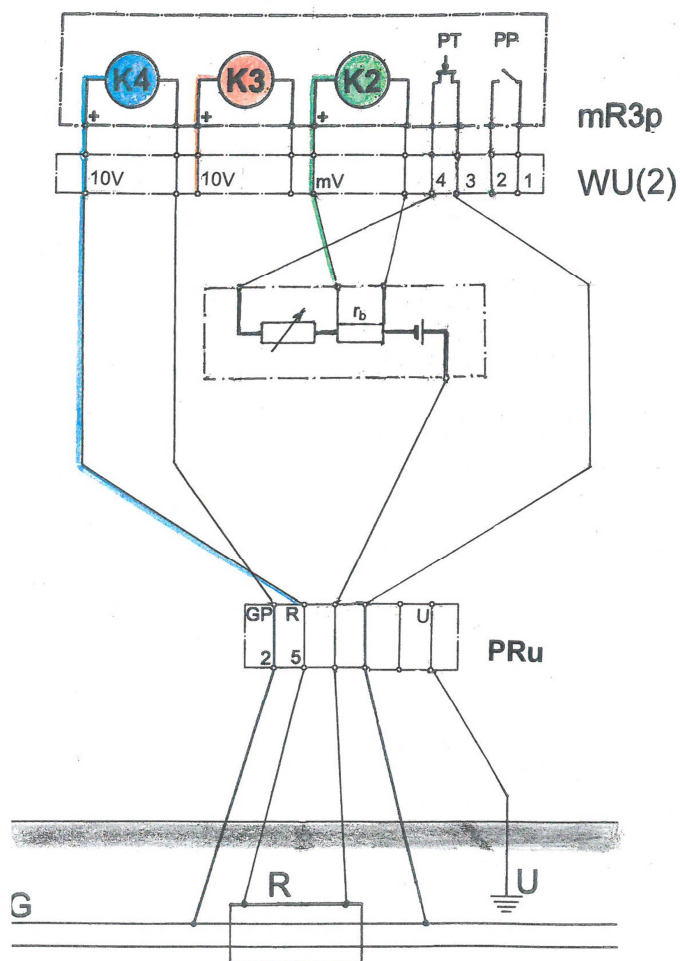 PT PP
K4 K3 K2
+ + +
mR3p
10V 10V mV 4 3 2 1
WU(2)
rb
GP R U
2 5
PRu
R
U
G